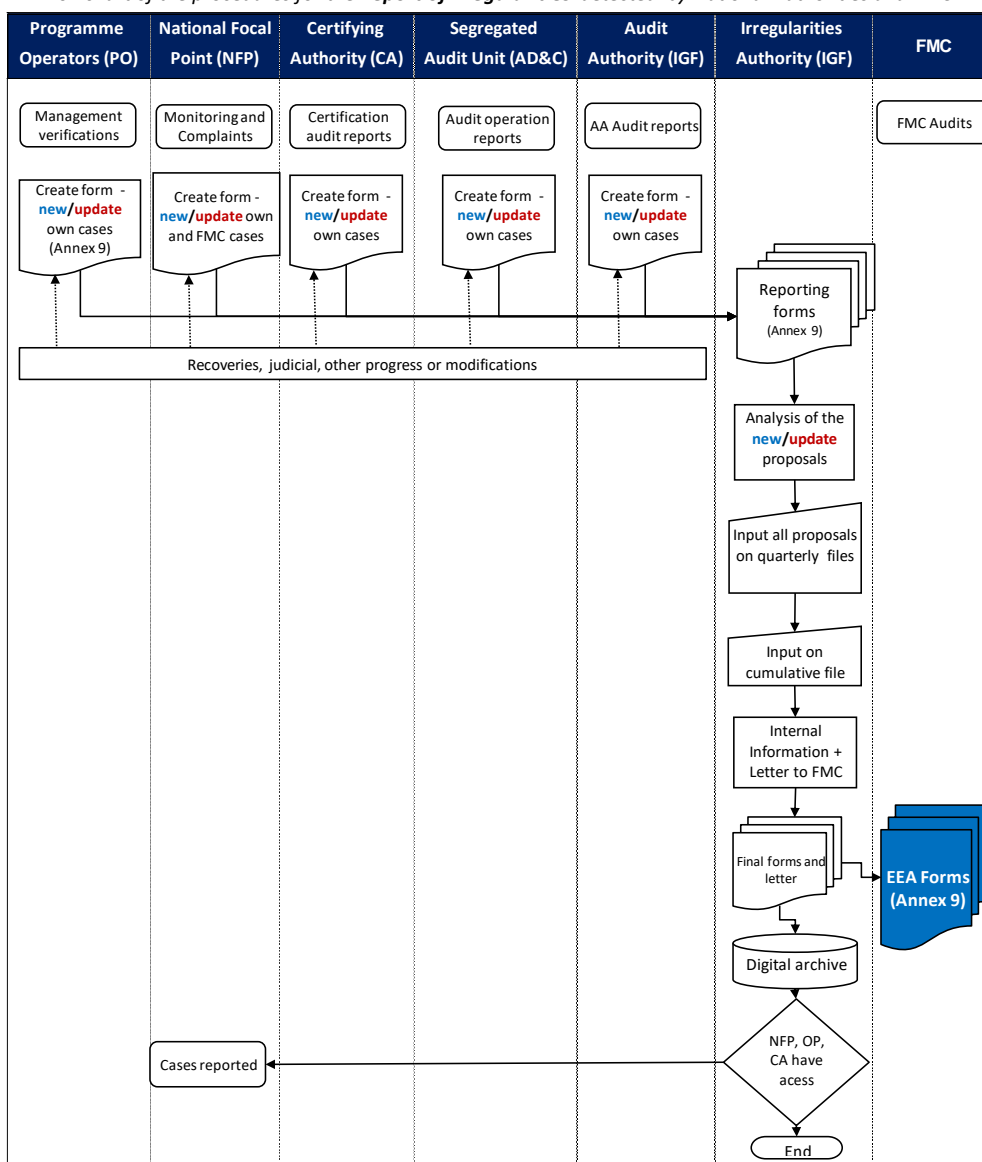 Programme
Operators (PO)
National Focal
Point (NFP)
Certifying
Authority (CA)
Segregated
Audit Unit (AD&C)
Audit
Authority (IGF)
Irregularities
Authority (IGF)
FMC
Management
verifications
Monitoring and
Complaints
Certification
audit reports
Audit operation
reports
AA Audit reports
FMC Audits
Create form -
new/update
own cases
(Annex 9)
Create form -
new/update own
and FMC cases
Create form -
new/update
own cases
Create form -
new/update
own cases
Create form -
new/update
own cases
Reporting
forms
(Annex 9)
Recoveries, judicial, other progress or modifications
Analysis of the
new/update
proposals
Input all proposals
on quarterly files
Input on
cumulative file
Internal
Information +
Letter to FMC
Final forms and
letter
EEA Forms
(Annex 9)
Digital archive
NFP, OP,
CA have
acess
Cases reported
End